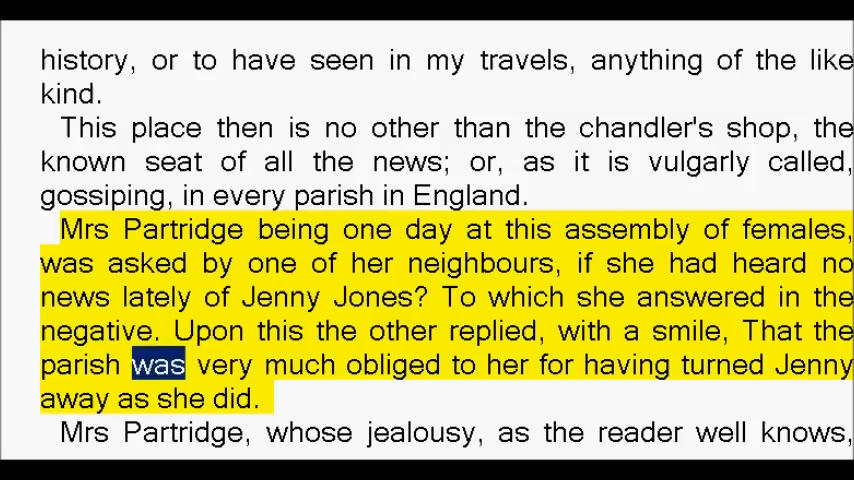 history, or to have seen in my travels, anything of the like
kind.
This place then is no other than the chandler's shop, the
known seat of all the news; or, as it is vulgarly called,
gossiping, in every parish in England.
Mrs Partridge being one day at this assembly of females,
was asked by one of her neighbours, if she had heard no
news lately of Jenny Jones? To which she answered in the
negative. Upon this the other replied, with a smile, That the
parish was very much obliged to her for having turned Jenny
away as she did.
Mrs Partridge, whose jealousy, as the reader well knows,